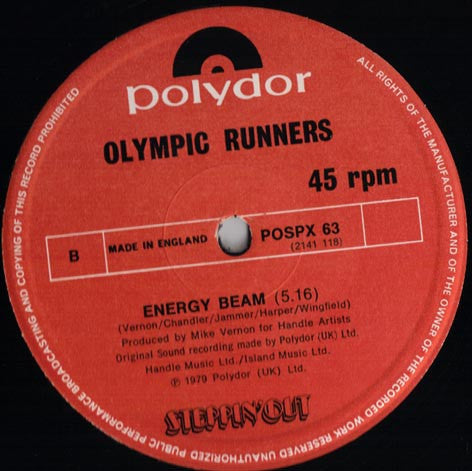 polydor
OLYMPIC RUNNERS
45 rpm
B
MADE IN ENGLAND
POSPX 63
(2141 118)
ENERGY BEAM (5.16)
(Vernon/Chandler/Jammer/Harper/Wingfield)
Produced by Mike Vernon for Handle Artists
Original Sound recording made by Polydor (UK) Ltd.
Handle Music Ltd./Island Music Ltd.
℗ 1979 Polydor (UK) Ltd.
STEPPIN'OUT
ALL RIGHTS OF THE MANUFACTURER AND OF THE OWNER OF THE RECORDED WORK RESERVED UNAUTHORIZED PUBLIC PERFORMANCE BROADCASTING AND COPYING OF THIS RECORD PROHIBITED